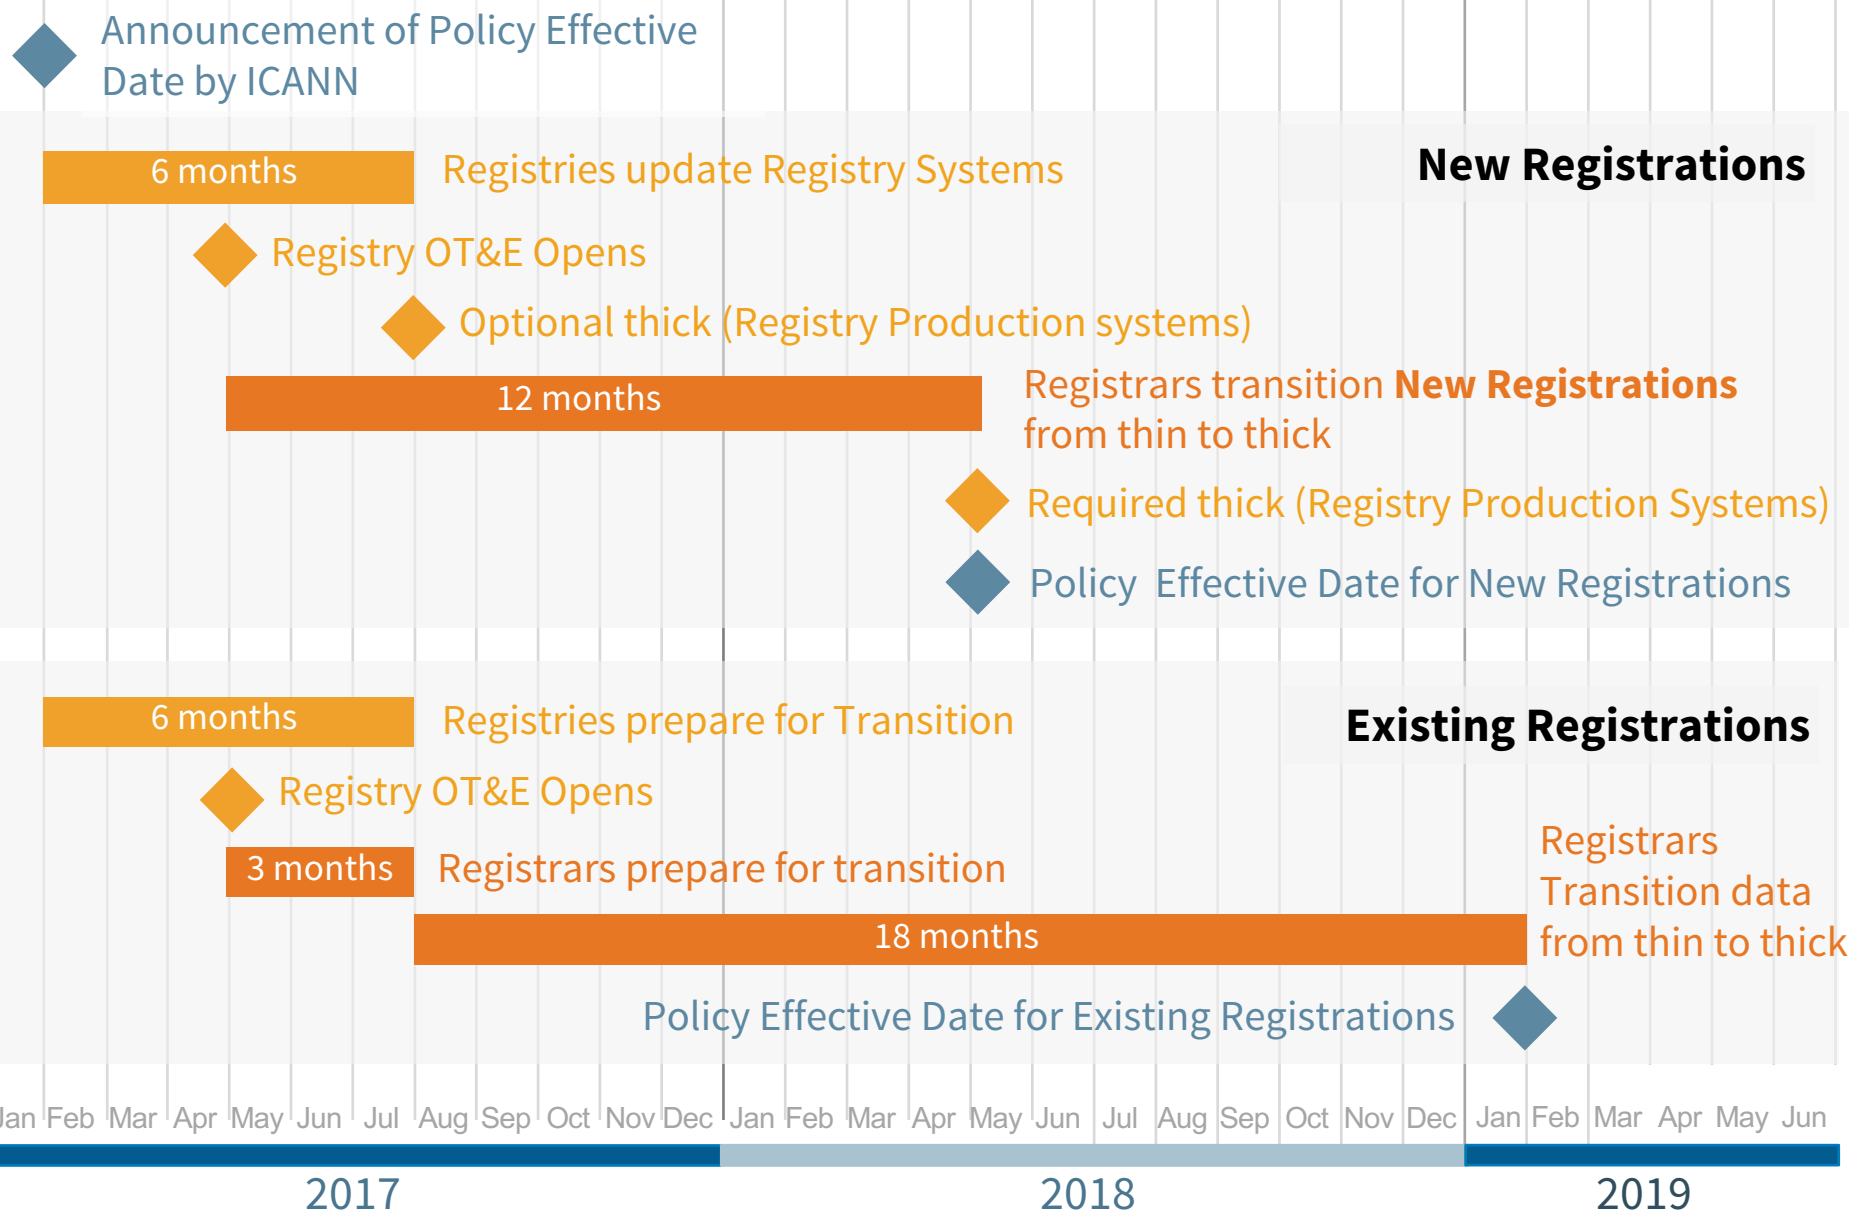 Announcement of Policy Effective
Date by ICANN
New Registrations
6 months
Registries update Registry Systems
Registry OT&E Opens
Optional thick (Registry Production systems)
12 months
Registrars transition New Registrations
from thin to thick
Required thick (Registry Production Systems)
Policy Effective Date for New Registrations
Existing Registrations
6 months
Registries prepare for Transition
Registry OT&E Opens
3 months
Registrars prepare for transition
18 months
Registrars
Transition data
from thin to thick
Policy Effective Date for Existing Registrations
Jan Feb Mar Apr May Jun Jul Aug Sep Oct Nov Dec Jan Feb Mar Apr May Jun Jul Aug Sep Oct Nov Dec Jan Feb Mar Apr May Jun
2017 2018 2019